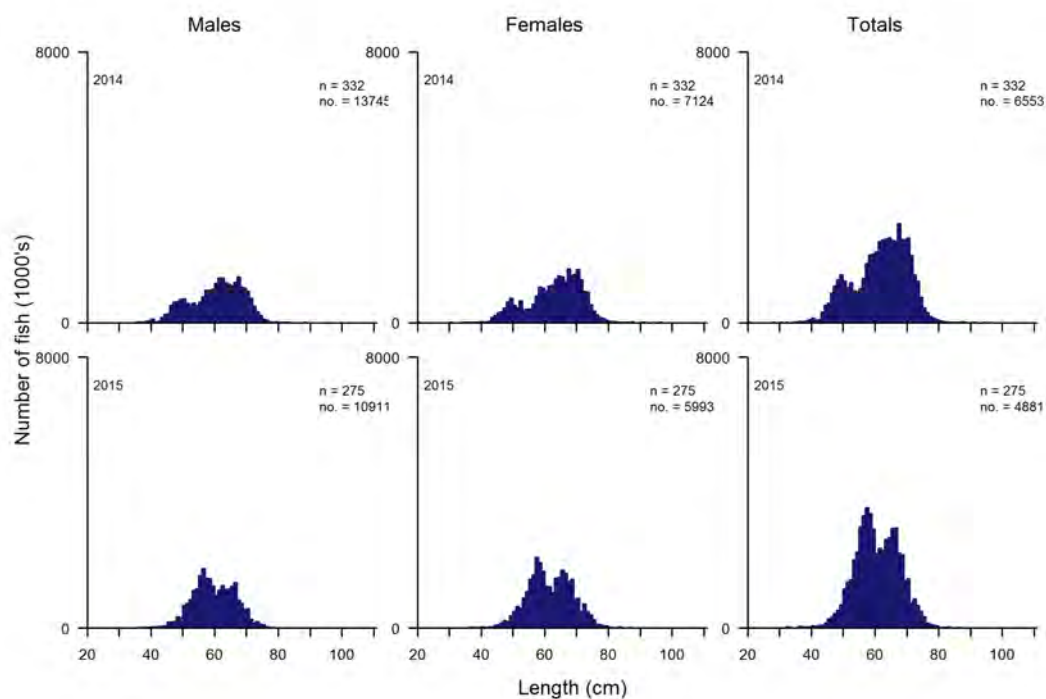 Males Females Totals
8000 8000 8000
2014 2014 2014
n = 332 n = 332 n = 332
no. = 13745 no. = 7124 no. = 6553
0 0 0
Number of fish (1000's)
8000 8000 8000
2015 2015 2015
n = 275 n = 275 n = 275
no. = 10911 no. = 5993 no. = 4881
0 0 0
20 40 60 80 100 20 40 60 80 100 20 40 60 80 100
Length (cm)